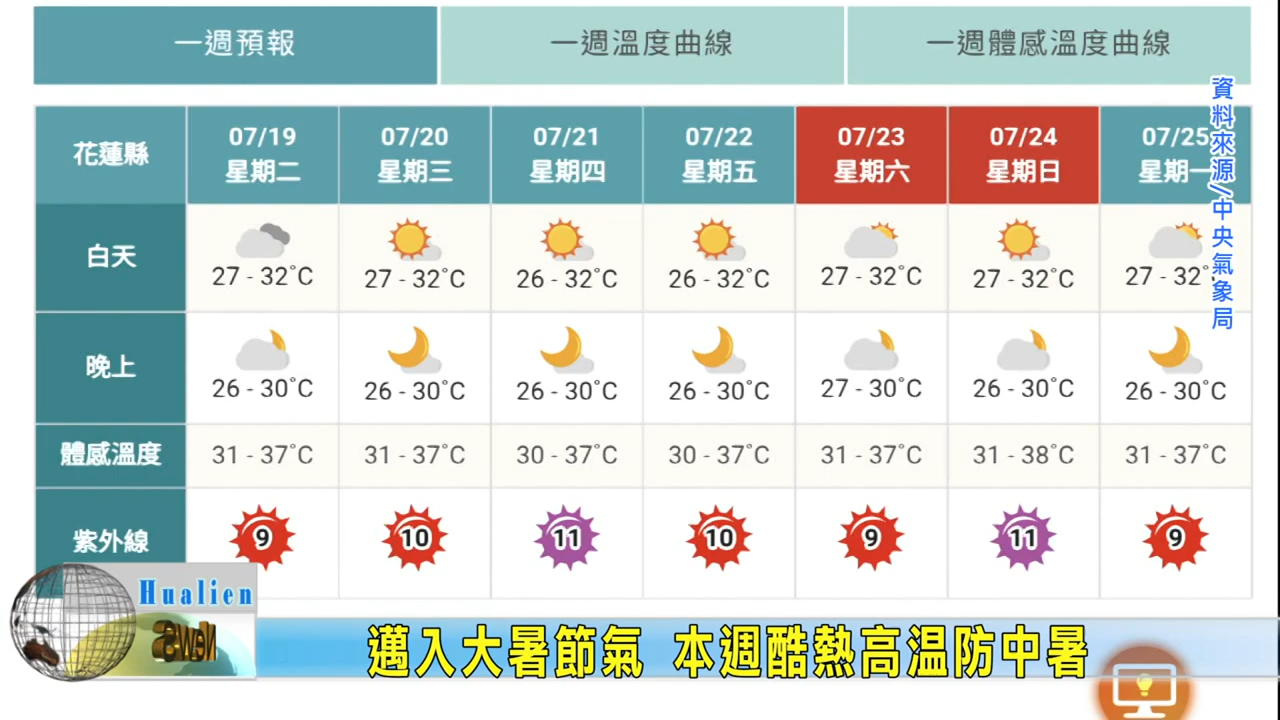 一週預報 一週溫度曲線 一週體感溫度曲線
花蓮縣 07/19 星期二 07/20 星期三 07/21 星期四 07/22 星期五 07/23 星期六 07/24 星期日 07/25 星期一
白天 27 - 32°C 27 - 32°C 26 - 32°C 26 - 32°C 27 - 32°C 27 - 32°C 27 - 32°
晚上 26 - 30°C 26 - 30°C 26 - 30°C 26 - 30°C 27 - 30°C 26 - 30°C 26 - 30°C
體感溫度 31 - 37°C 31 - 37°C 30 - 37°C 30 - 37°C 31 - 37°C 31 - 38°C 31 - 37°C
紫外線 9 10 11 10 9 11 9
資料來源/中央氣象局
Hualien
News
邁入大暑節氣 本週酷熱高溫防中暑